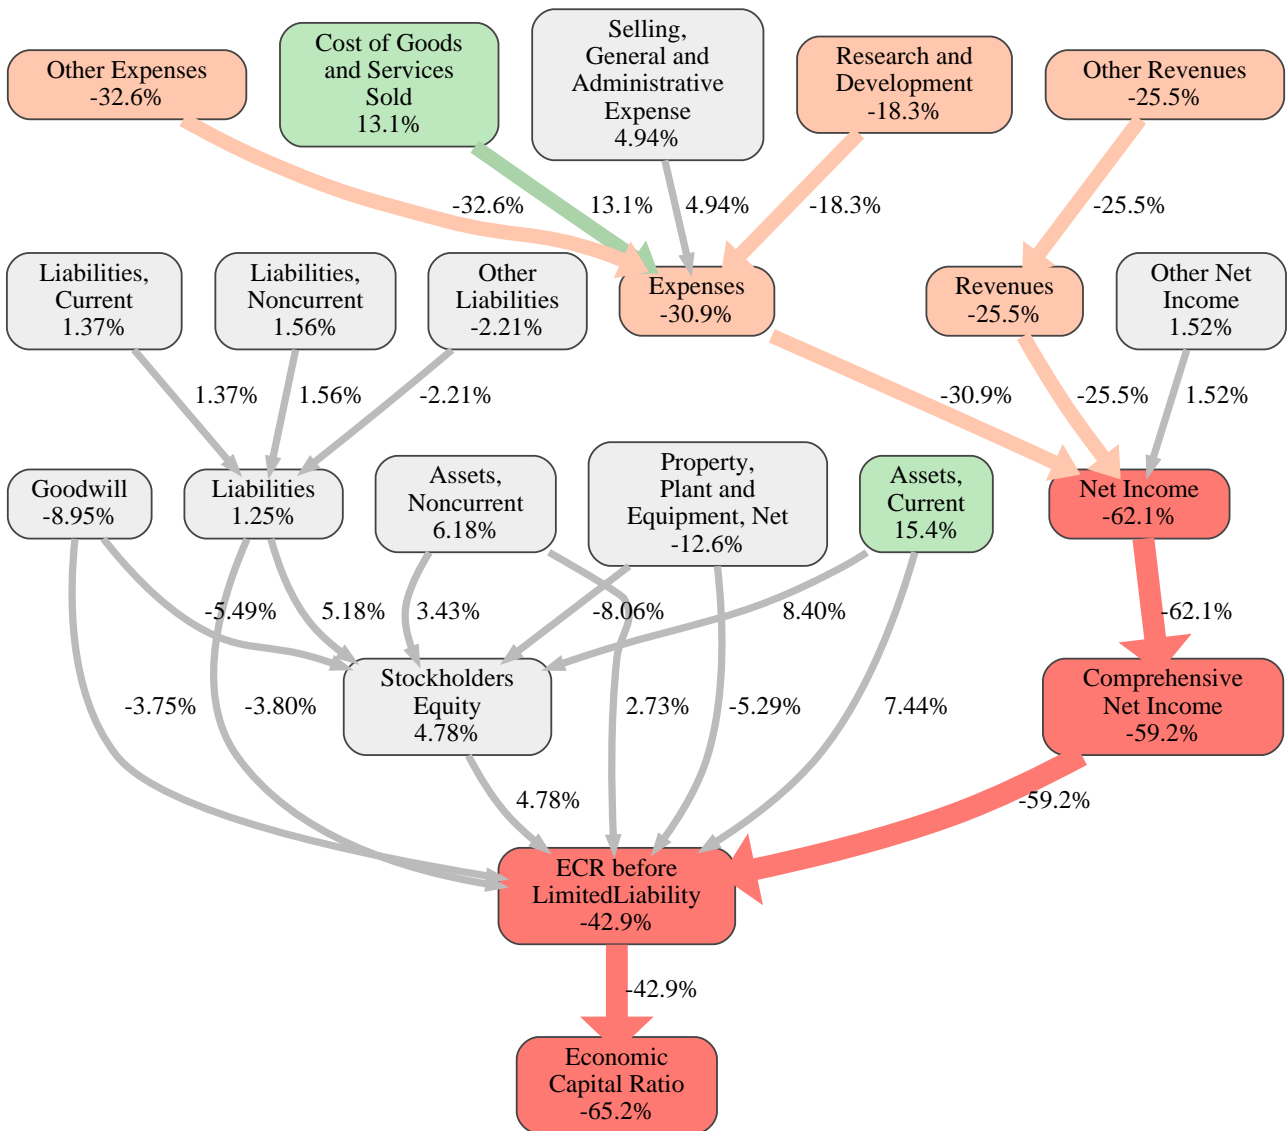 Other Expenses
-32.6%
Cost of Goods
and Services
Sold
13.1%
Selling,
General and
Administrative
Expense
4.94%
Research and
Development
-18.3%
Other Revenues
-25.5%
-32.6%
13.1%
4.94%
-18.3%
-25.5%
Liabilities,
Current
1.37%
Liabilities,
Noncurrent
1.56%
Other
Liabilities
-2.21%
Expenses
-30.9%
Revenues
-25.5%
Other Net
Income
1.52%
1.37%
1.56%
-2.21%
-30.9%
-25.5%
1.52%
Goodwill
-8.95%
Liabilities
1.25%
Assets,
Noncurrent
6.18%
Property,
Plant and
Equipment, Net
-12.6%
Assets,
Current
15.4%
Net Income
-62.1%
-5.49%
5.18%
3.43%
-8.06%
8.40%
-62.1%
Stockholders
Equity
4.78%
Comprehensive
Net Income
-59.2%
-3.75%
-3.80%
2.73%
-5.29%
7.44%
4.78%
-59.2%
ECR before
LimitedLiability
-42.9%
-42.9%
Economic
Capital Ratio
-65.2%